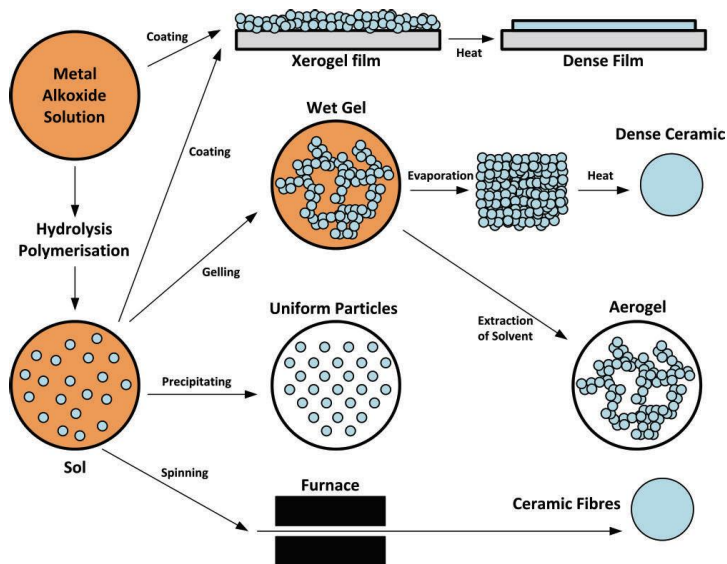 Coating
Xerogel film
Heat
Dense Film
Metal
Alkoxide
Solution
Coating
Wet Gel
Dense Ceramic
Evaporation
Heat
Hydrolysis
Polymerisation
Gelling
Uniform Particles
Extraction
of Solvent
Aerogel
Precipitating
Sol
Spinning
Furnace
Ceramic Fibres